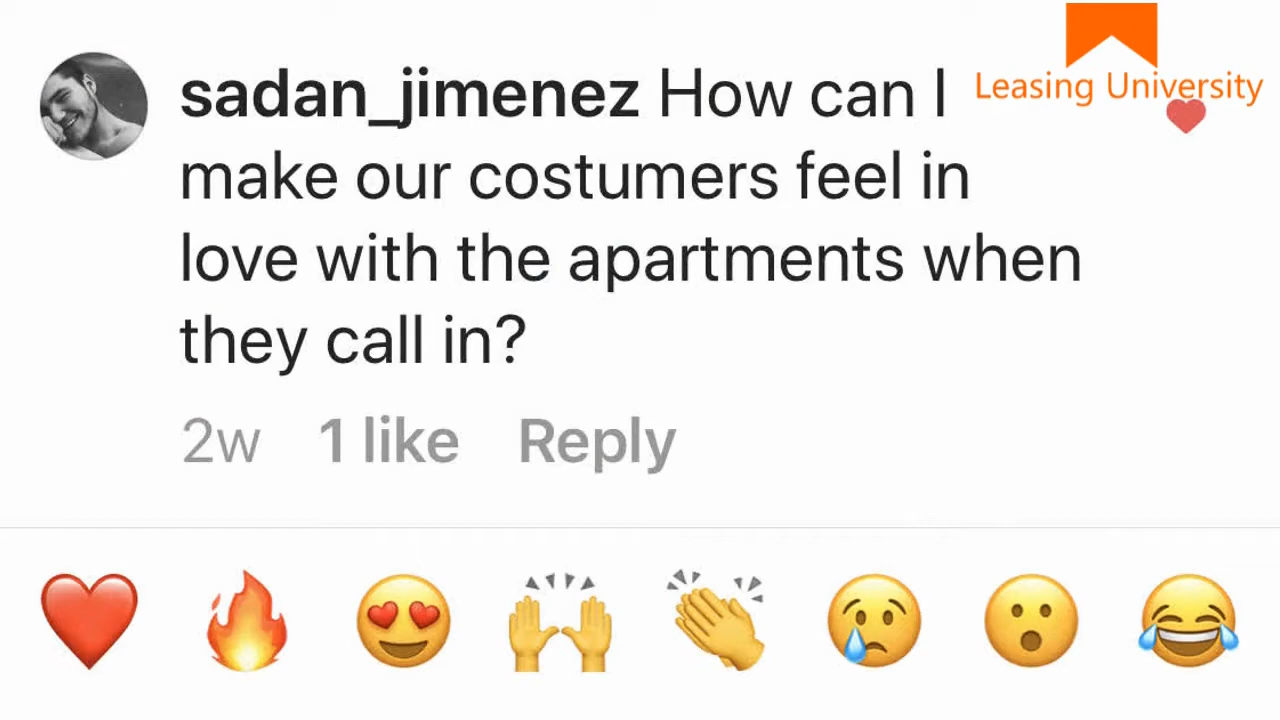 sadan_jimenez How can I
make our costumers feel in
love with the apartments when
they call in?
2w 1 like Reply
Leasing University